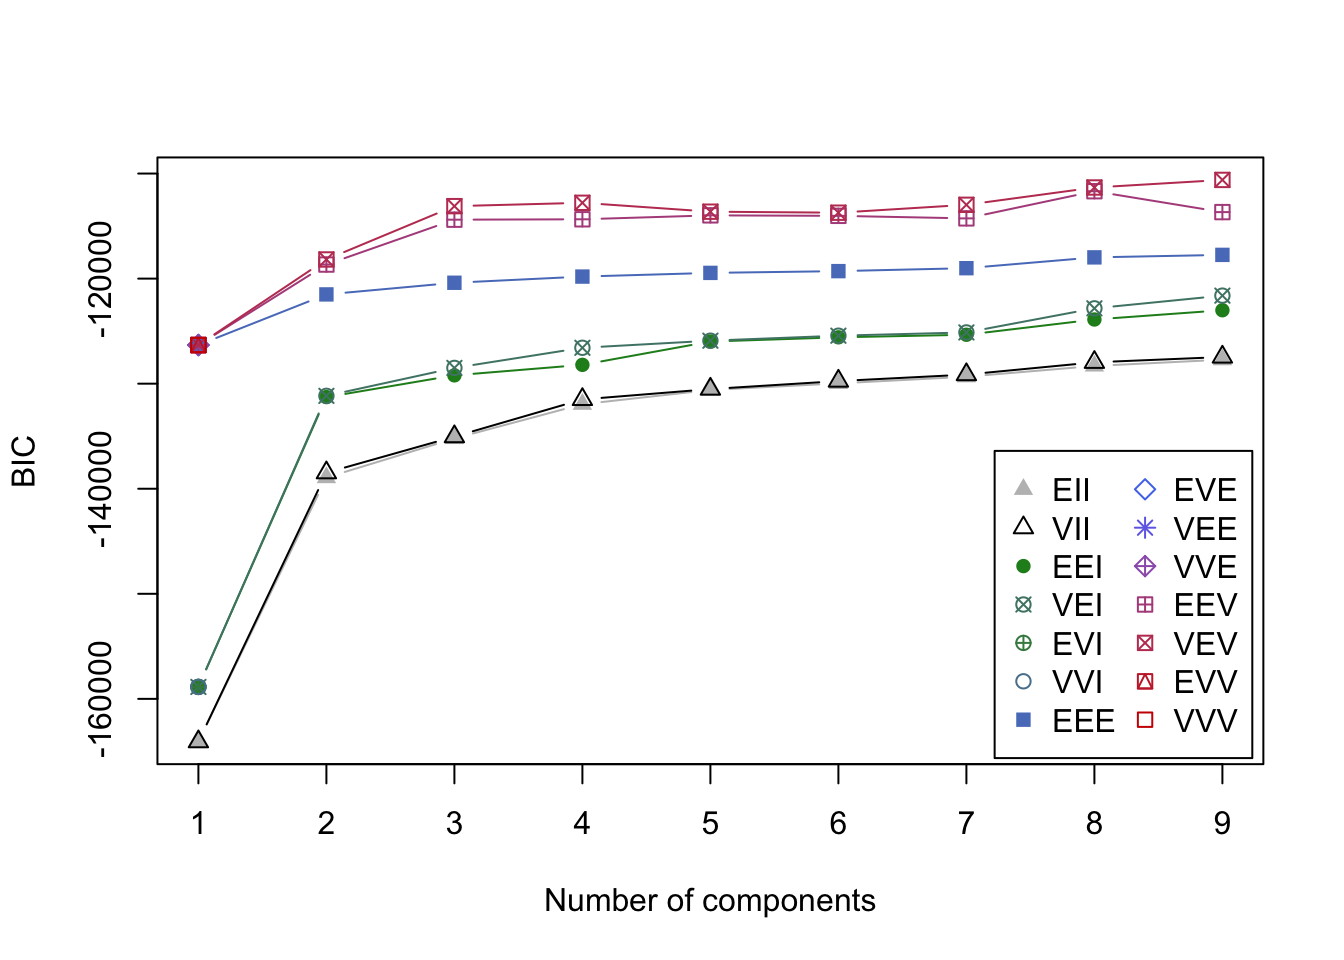 BIC
-120000
-140000
-160000
EII EVE
VII VEE
EEI VVE
VEI EEV
EVI VEV
VVI EVV
EEE VVV
1 2 3 4 5 6 7 8 9
Number of components